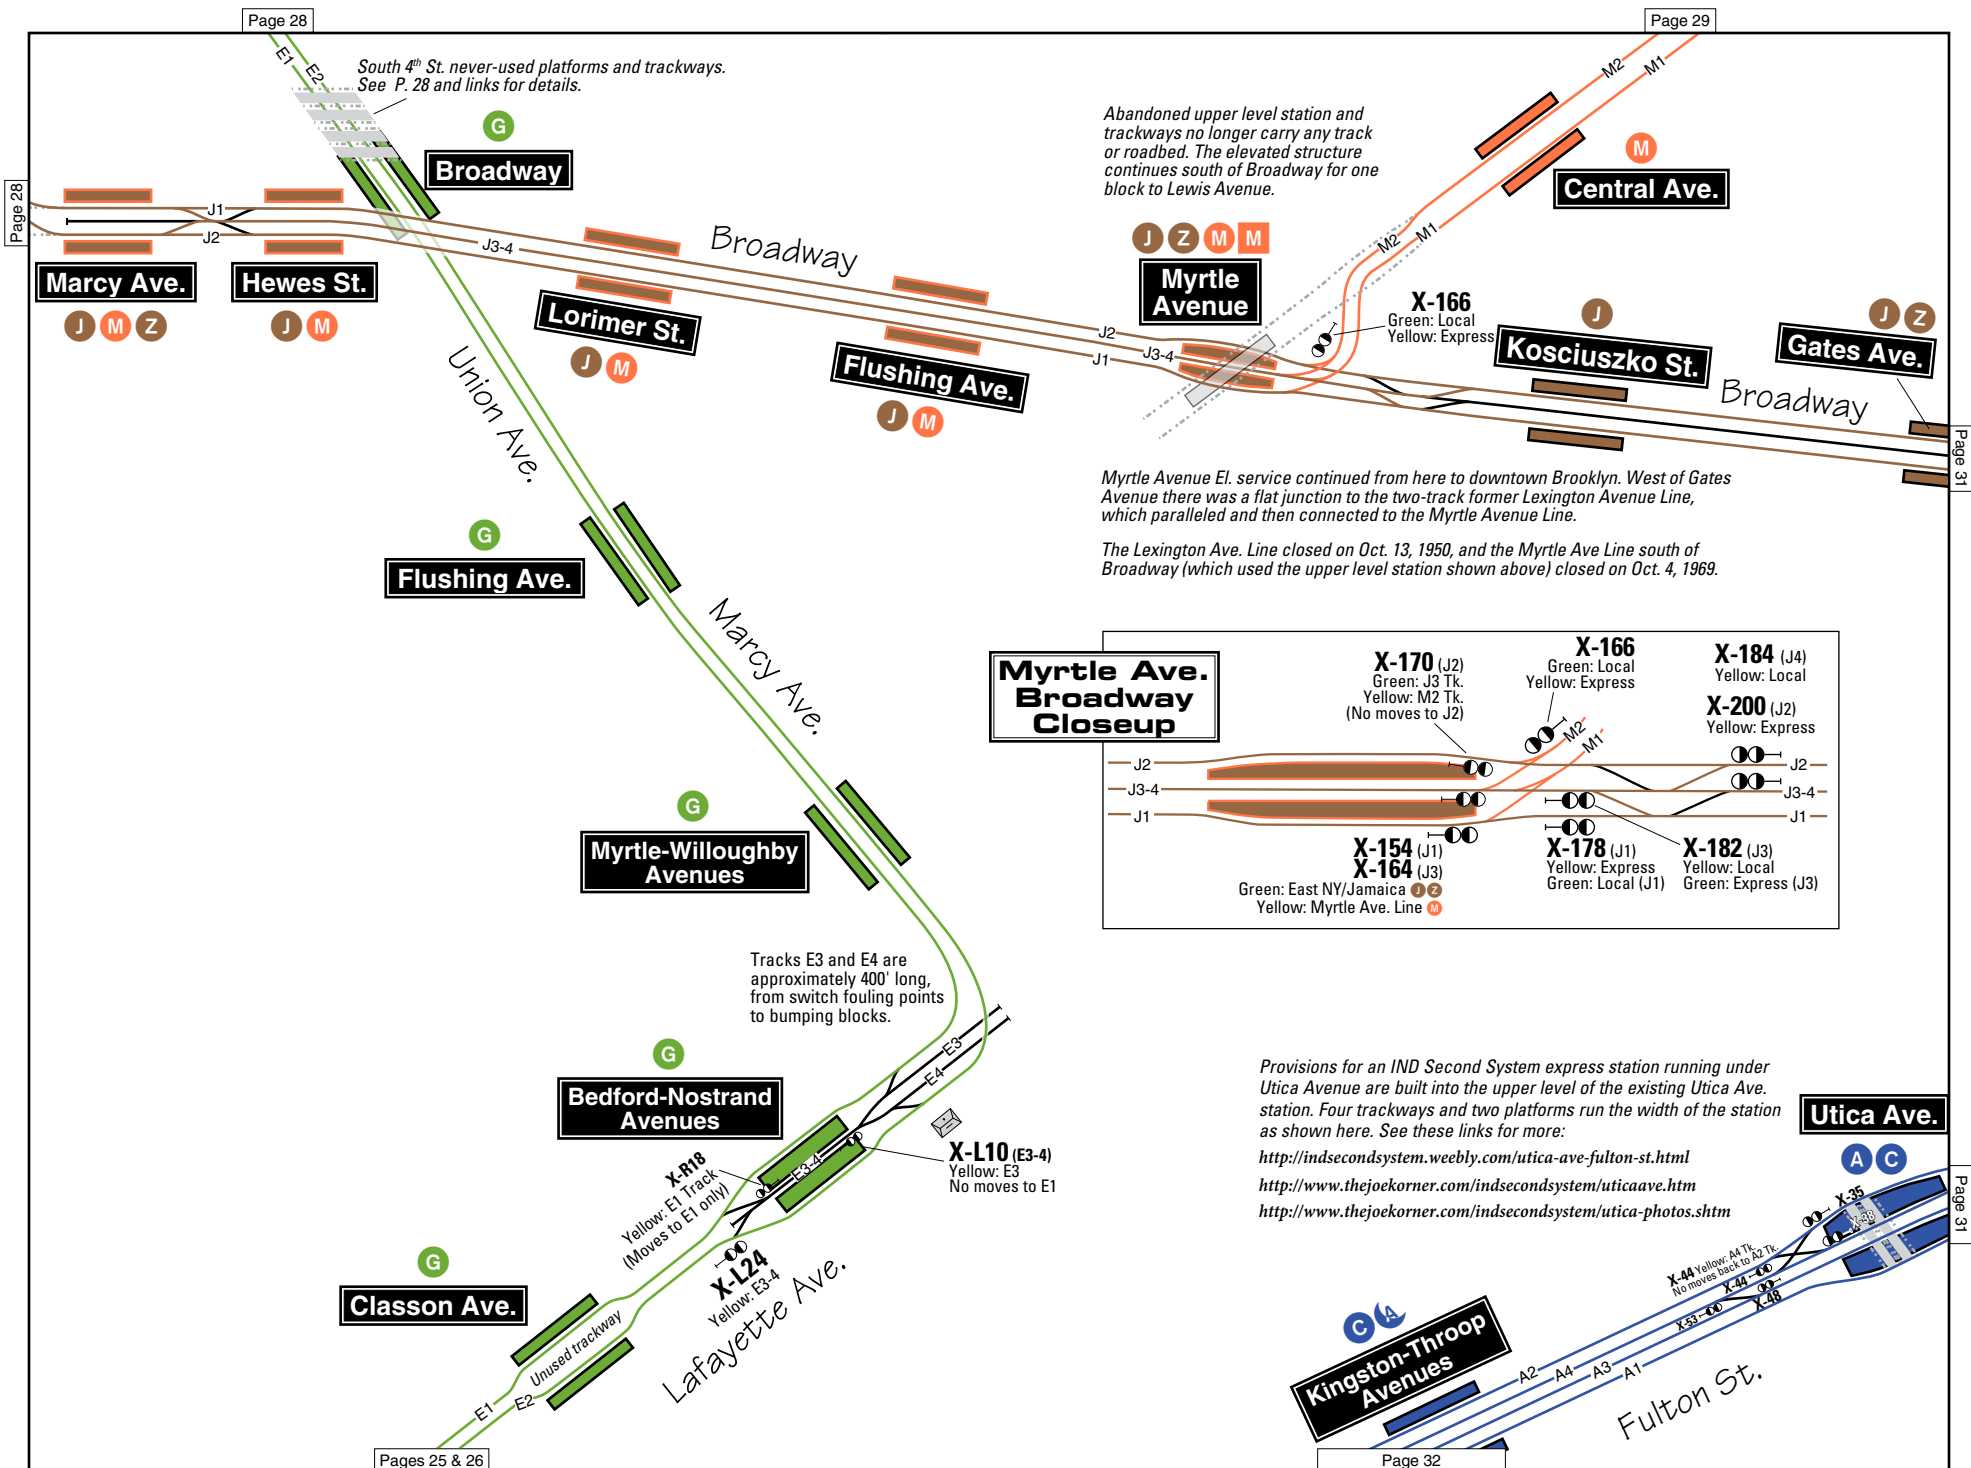 Page 28
Page 29
E1
E2
South 4th St. never-used platforms and trackways.
See P. 28 and links for details.
G
Broadway
Page 28
J1
J2
J3-4
Marcy Ave.
J M Z
Hewes St.
J M
Lorimer St.
J M
Broadway
Flushing Ave.
J M
J2
J3-4
J1
Abandoned upper level station and
trackways no longer carry any track
or roadbed. The elevated structure
continues south of Broadway for one
block to Lewis Avenue.
J Z M M
Myrtle
Avenue
M2
M1
M
Central Ave.
M2
M1
X-166
Green: Local
Yellow: Express
J
Kosciuszko St.
J Z
Gates Ave.
Broadway
Page 31
Union Ave.
G
Flushing Ave.
Marcy Ave.
Myrtle Avenue El. service continued from here to downtown Brooklyn. West of Gates
Avenue there was a flat junction to the two-track former Lexington Avenue Line,
which paralleled and then connected to the Myrtle Avenue Line.
The Lexington Ave. Line closed on Oct. 13, 1950, and the Myrtle Ave Line south of
Broadway (which used the upper level station shown above) closed on Oct. 4, 1969.
Myrtle Ave.
Broadway
Closeup
X-170 (J2)
Green: J3 Tk.
Yellow: M2 Tk.
(No moves to J2)
X-166
Green: Local
Yellow: Express
X-184 (J4)
Yellow: Local
X-200 (J2)
Yellow: Express
M2
M1
J2
J3-4
J1
J2
J3-4
J1
X-154 (J1)
X-164 (J3)
Green: East NY/Jamaica J Z
Yellow: Myrtle Ave. Line M
X-178 (J1)
Yellow: Express
Green: Local (J1)
X-182 (J3)
Yellow: Local
Green: Express (J3)
G
Myrtle-Willoughby
Avenues
Tracks E3 and E4 are
approximately 400' long,
from switch fouling points
to bumping blocks.
E3
E4
G
Bedford-Nostrand
Avenues
E3-4
X-L10 (E3-4)
Yellow: E3
No moves to E1
X-R18
Yellow: E1 Track
(Moves to E1 only)
X-L24
Yellow: E3-4
Lafayette Ave.
G
Classon Ave.
Unused trackway
E1
E2
Pages 25 & 26
Provisions for an IND Second System express station running under
Utica Avenue are built into the upper level of the existing Utica Ave.
station. Four trackways and two platforms run the width of the station
as shown here. See these links for more:
http://indsecondsystem.weebly.com/utica-ave-fulton-st.html
http://www.thejoekorner.com/indsecondsystem/uticaave.htm
http://www.thejoekorner.com/indsecondsystem/utica-photos.shtm
Utica Ave.
A C
Page 31
X-35
X-38
X-44 Yellow: A4 Tk.
No moves back to A2 Tk.
X-44
X-48
X-53
C A
Kingston-Throop
Avenues
A2
A4
A3
A1
Fulton St.
Page 32